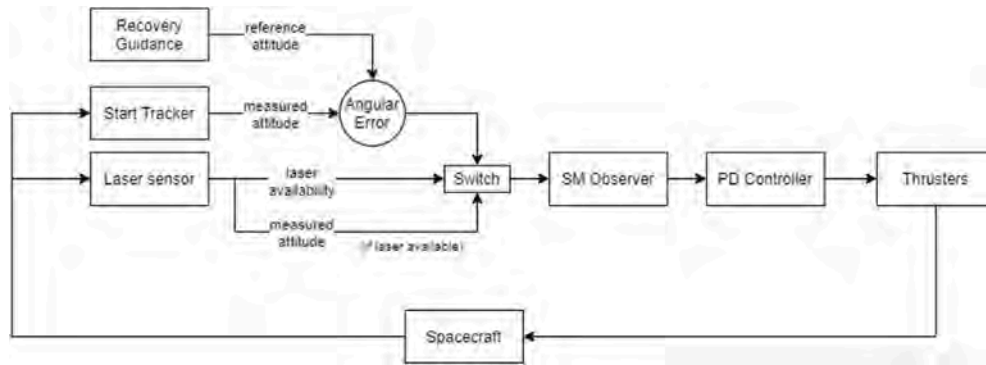 Recovery
Guidance
reference
attitude
Start Tracker
measured
attitude
Angular
Error
Laser sensor
laser
availability
Switch
SM Observer
PD Controller
Thrusters
measured
attitude
(if laser available)
Spacecraft